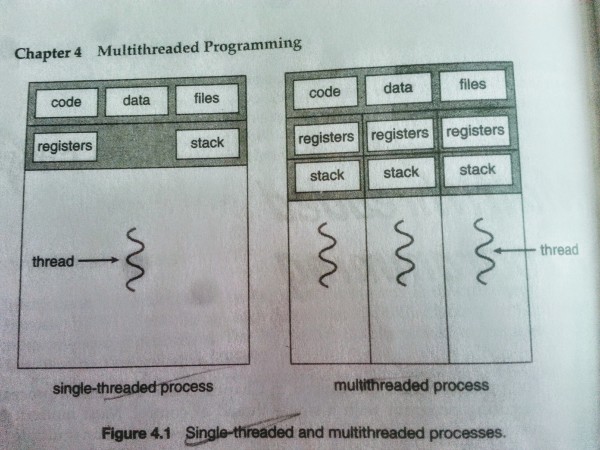 Chapter 4 Multithreaded Programming
code data files
registers stack
thread
single-threaded process
code data files
registers registers registers
stack stack stack
thread
multithreaded process
Figure 4.1 Single-threaded and multithreaded processes.